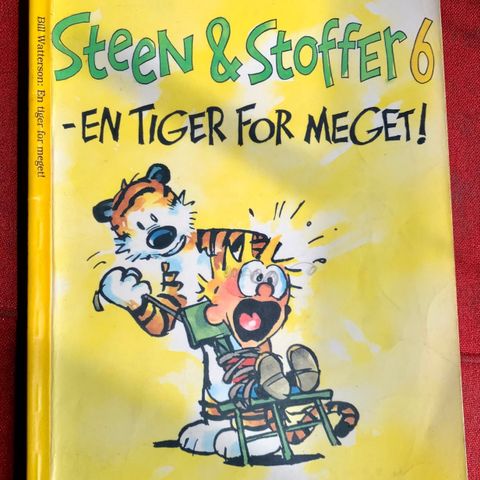 Steen & Stoffer 6
- EN TIGER FOR MEGET!
Bill Watterson: En tiger for meget!